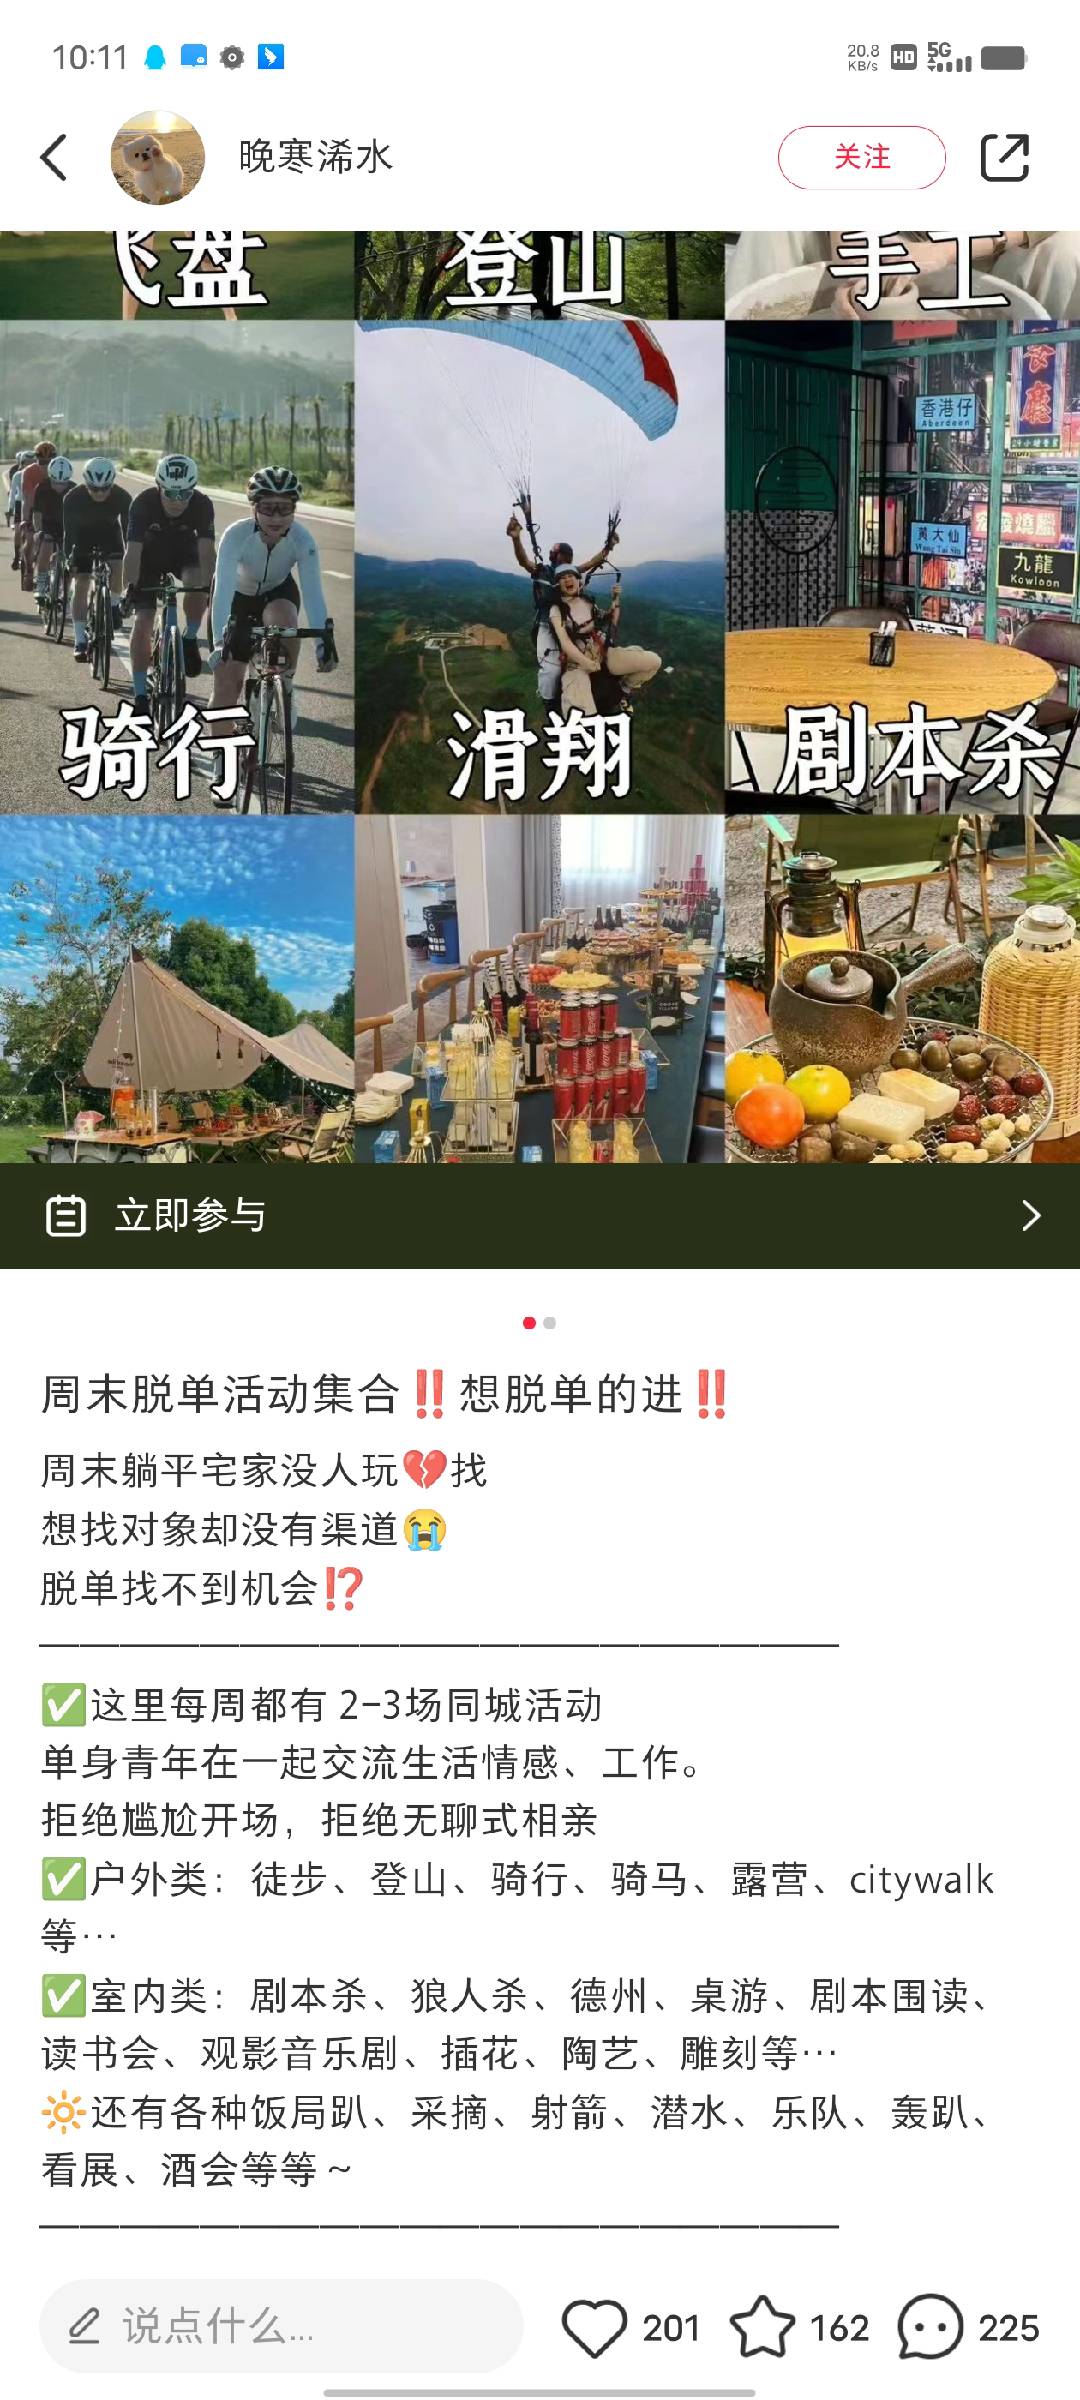 10:11
20.8
KB/s
HD
5G
晚寒浠水
关注
飞盘
登山
手工
食
香港仔
Aberdeen
黄大仙
Wong Tai Sin
燒臘
九龍
Kowloon
骑行
滑翔
剧本杀
立即参与
周末脱单活动集合‼️想脱单的进‼️
周末躺平宅家没人玩💔找
想找对象却没有渠道😭
脱单找不到机会⁉️
————————————————————
✅这里每周都有 2-3场同城活动
单身青年在一起交流生活情感、工作。
拒绝尴尬开场，拒绝无聊式相亲
✅户外类：徒步、登山、骑行、骑马、露营、citywalk
等…
✅室内类：剧本杀、狼人杀、德州、桌游、剧本围读、
读书会、观影音乐剧、插花、陶艺、雕刻等…
🔆还有各种饭局趴、采摘、射箭、潜水、乐队、轰趴、
看展、酒会等等～
————————————————————
说点什么...
201
162
225